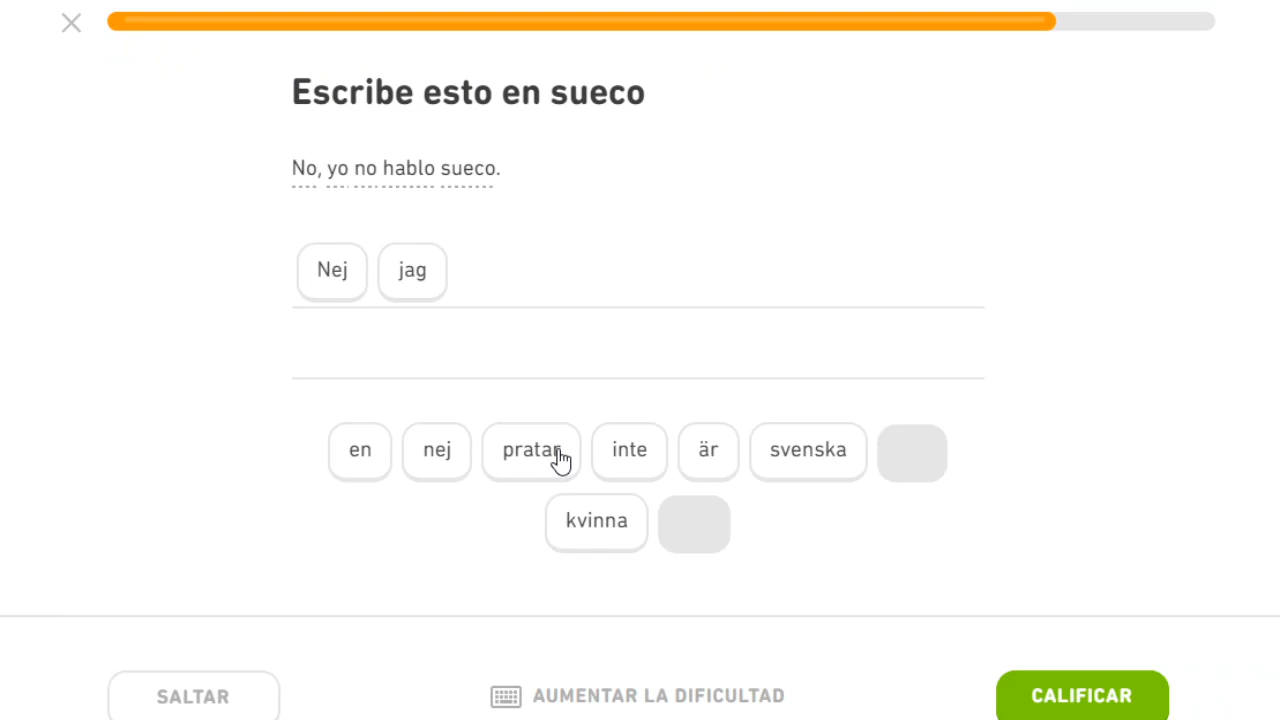 Escribe esto en sueco
No, yo no hablo sueco.
Nej jag
en nej pratar inte är svenska
kvinna
SALTAR AUMENTAR LA DIFICULTAD CALIFICAR